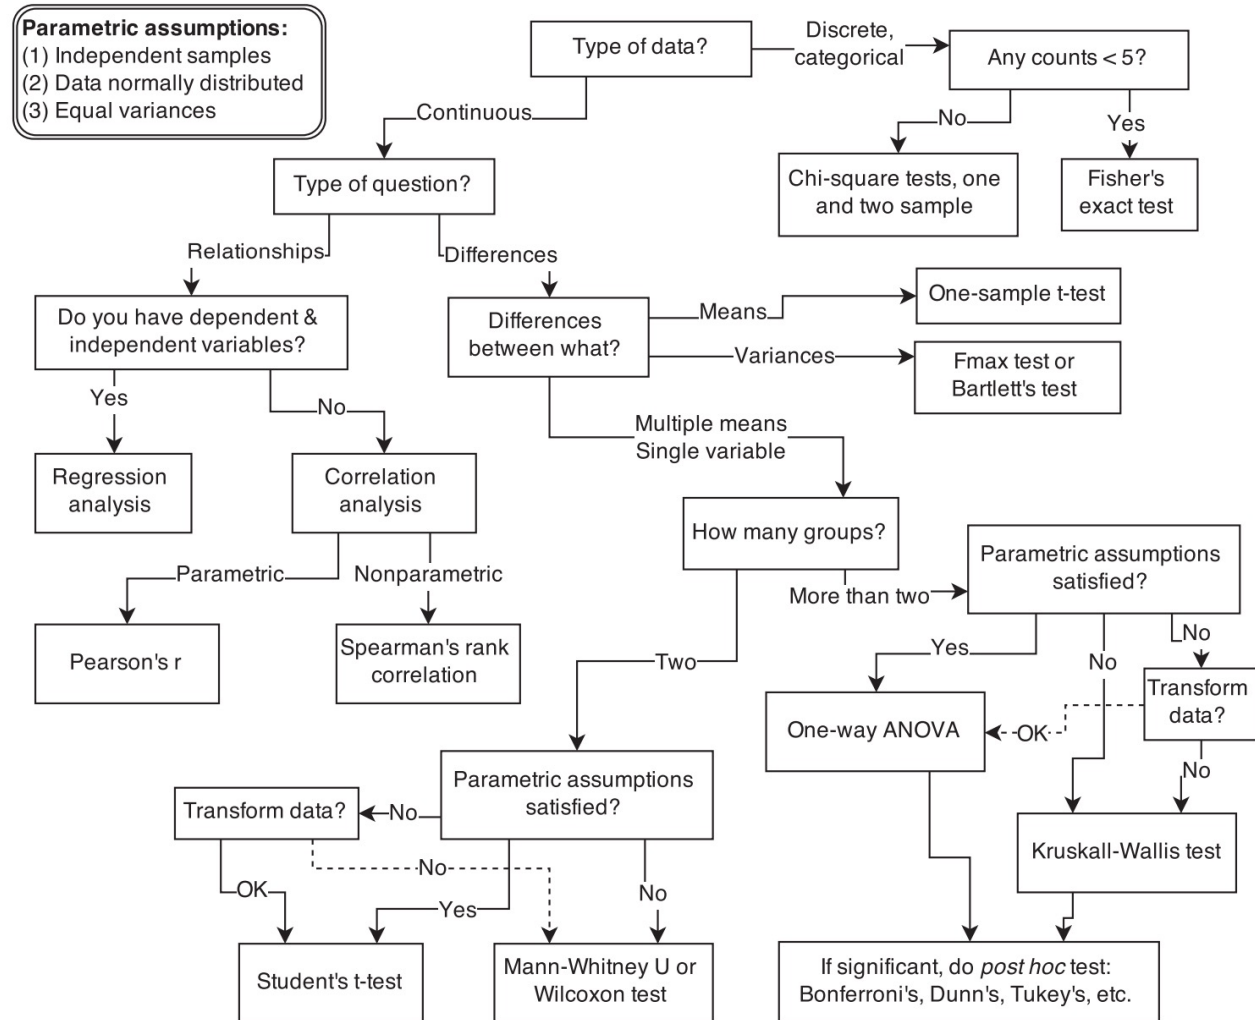 Parametric assumptions:
(1) Independent samples
(2) Data normally distributed
(3) Equal variances
Type of data?
Discrete,
categorical
Any counts < 5?
Continuous
No
Yes
Type of question?
Chi-square tests, one
and two sample
Fisher's
exact test
Relationships
Differences
Do you have dependent &
independent variables?
Differences
between what?
Means
One-sample t-test
Variances
Fmax test or
Bartlett's test
Yes
No
Multiple means
Single variable
Regression
analysis
Correlation
analysis
How many groups?
Parametric assumptions
satisfied?
Parametric
Nonparametric
More than two
Pearson's r
Spearman's rank
correlation
Two
Yes
No
No
Transform
data?
One-way ANOVA
OK
No
Parametric assumptions
satisfied?
Transform data?
No
Kruskall-Wallis test
OK
No
Yes
No
Student's t-test
Mann-Whitney U or
Wilcoxon test
If significant, do post hoc test:
Bonferroni's, Dunn's, Tukey's, etc.